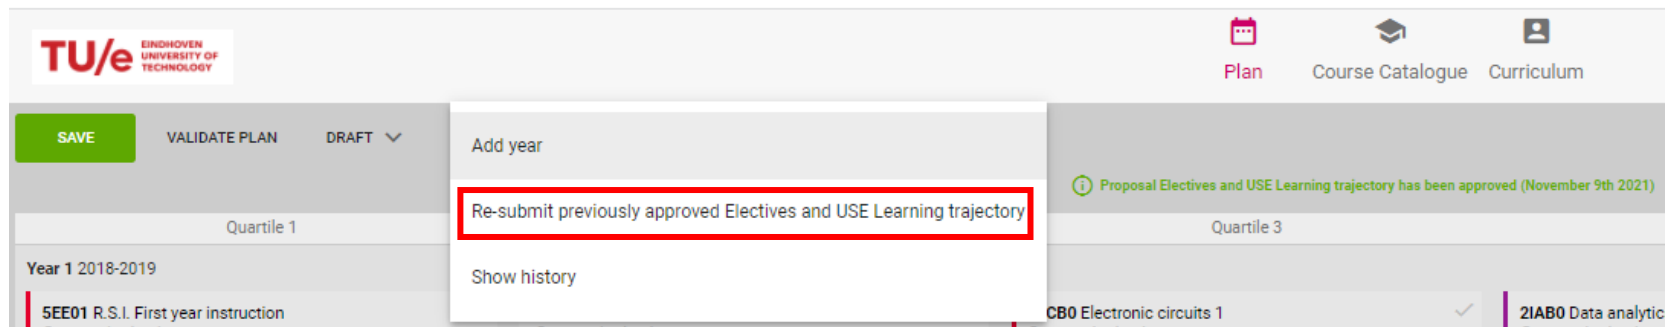 TU/e EINDHOVEN
UNIVERSITY OF
TECHNOLOGY
Plan
Course Catalogue
Curriculum
SAVE
VALIDATE PLAN
DRAFT
Add year
Re-submit previously approved Electives and USE Learning trajectory
Show history
Proposal Electives and USE Learning trajectory has been approved (November 9th 2021)
Quartile 1
Quartile 3
Year 1 2018-2019
5EE01 R.S.I. First year instruction
CB0 Electronic circuits 1
2IAB0 Data analytic